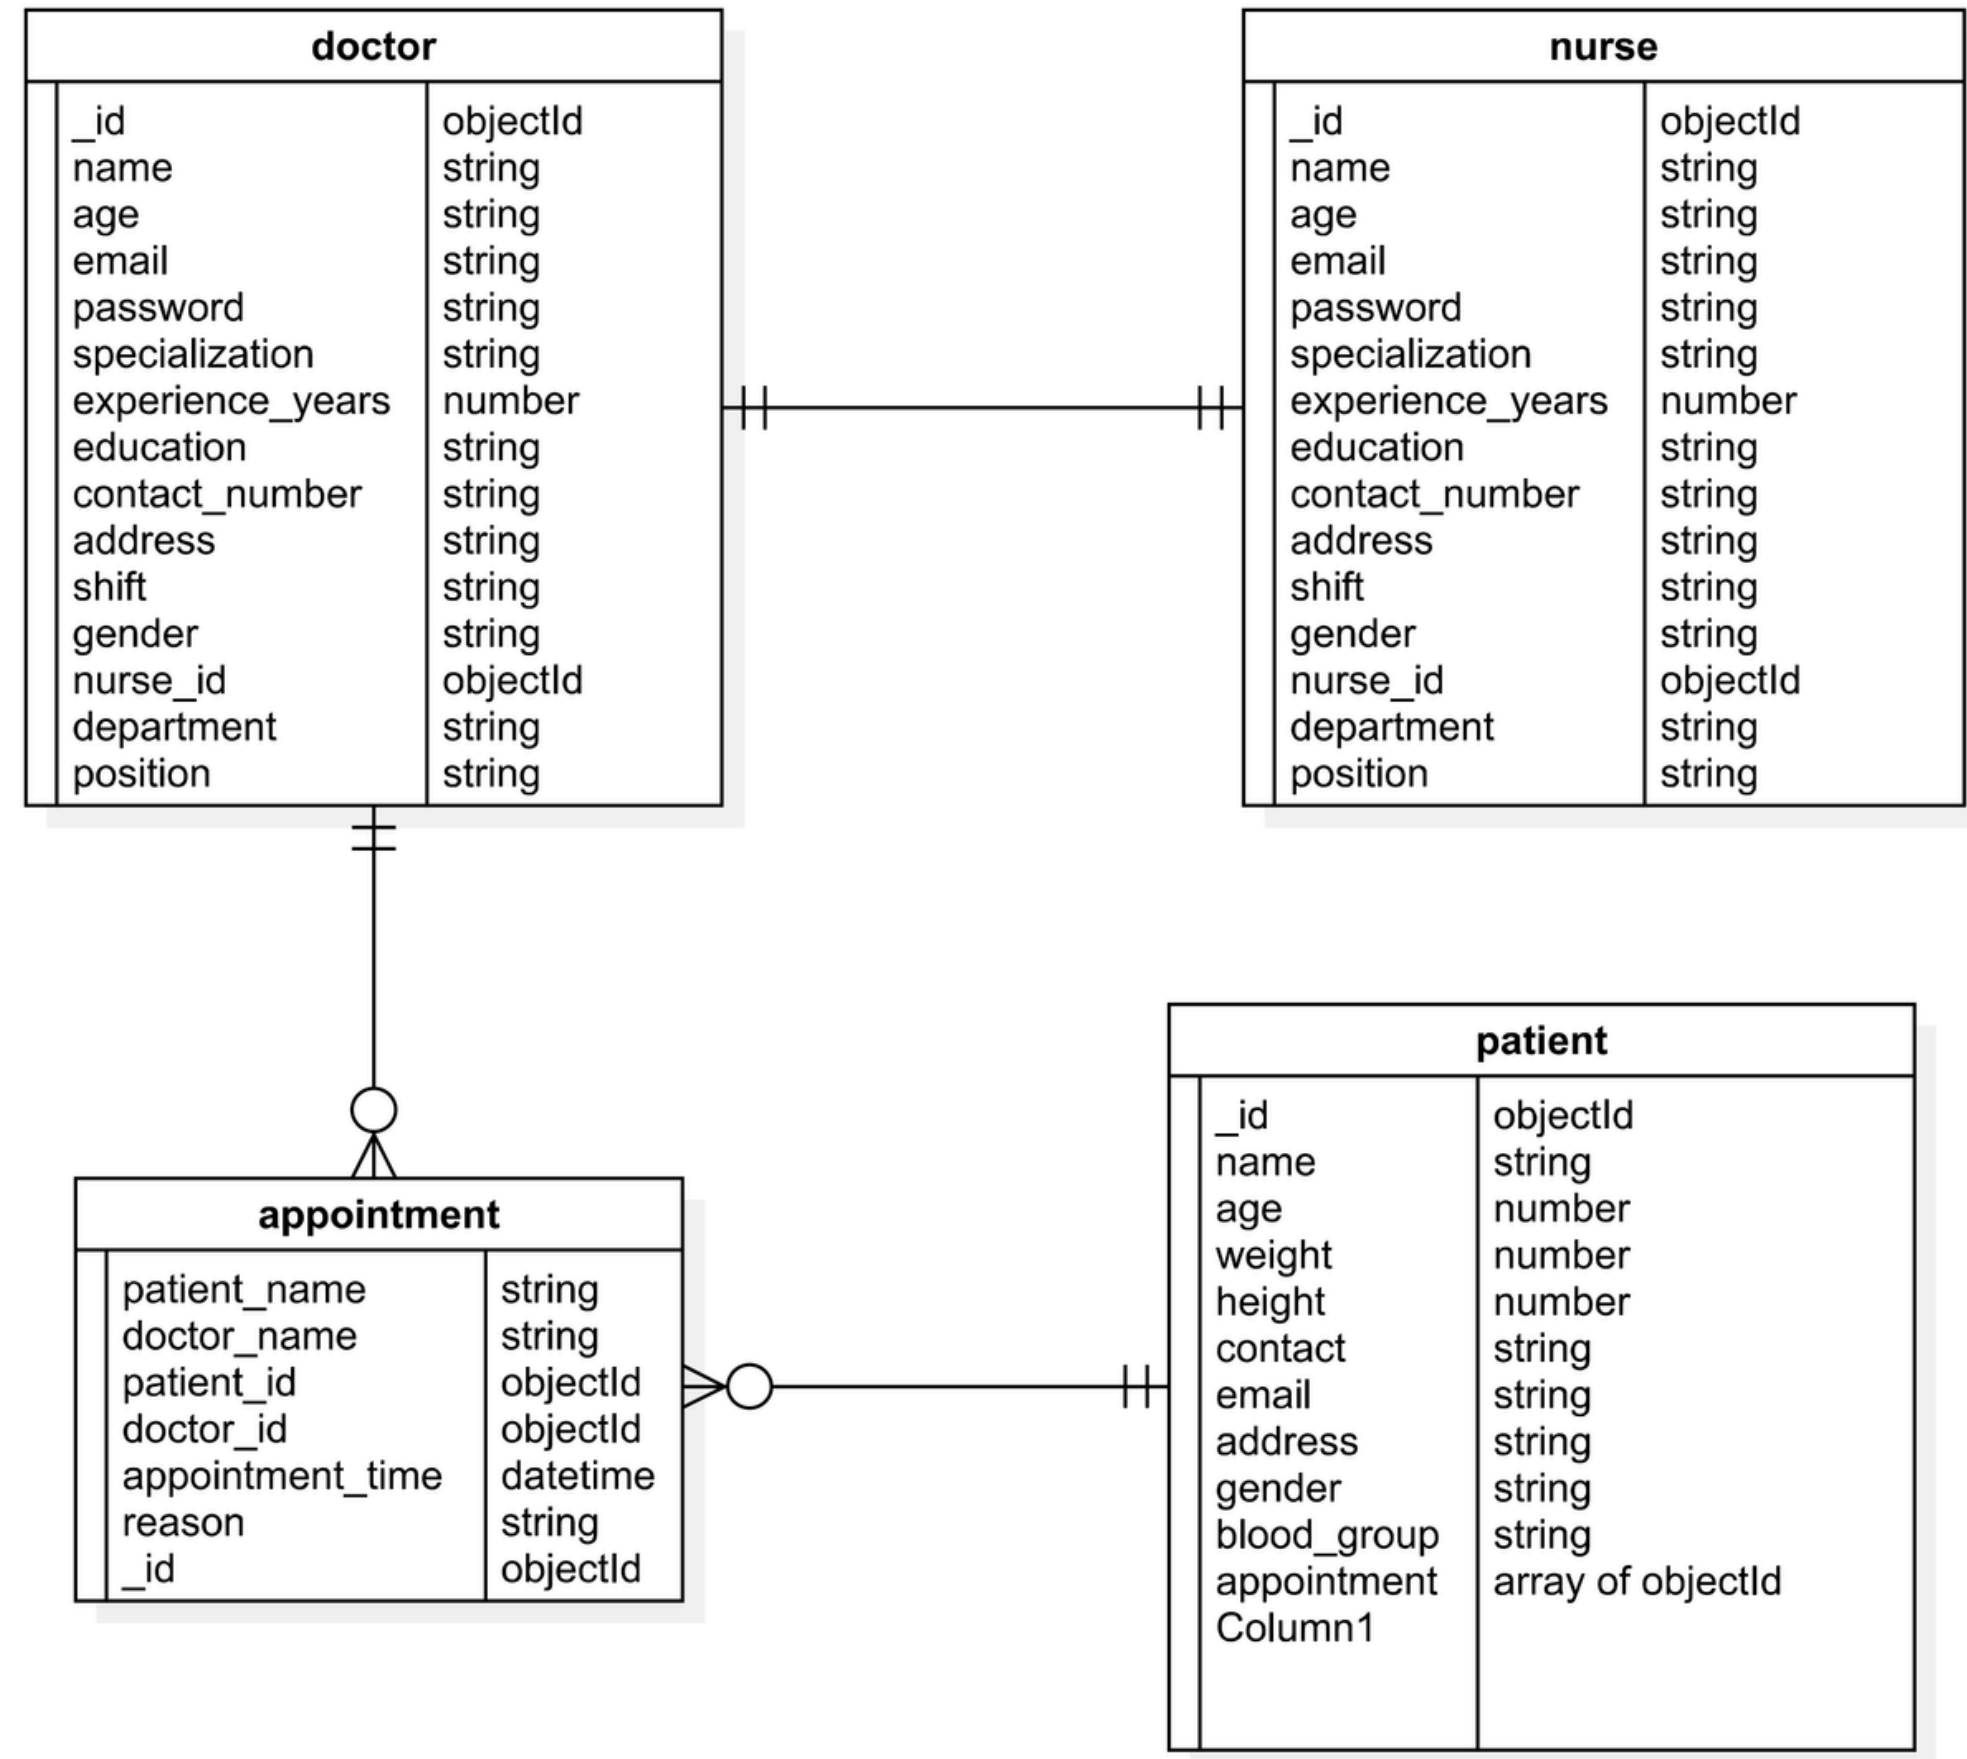 doctor
_id objectId
name string
age string
email string
password string
specialization string
experience_years number
education string
contact_number string
address string
shift string
gender string
nurse_id objectId
department string
position string
nurse
_id objectId
name string
age string
email string
password string
specialization string
experience_years number
education string
contact_number string
address string
shift string
gender string
nurse_id objectId
department string
position string
appointment
patient_name string
doctor_name string
patient_id objectId
doctor_id objectId
appointment_time datetime
reason string
_id objectId
patient
_id objectId
name string
age number
weight number
height number
contact string
email string
address string
gender string
blood_group string
appointment array of objectId
Column1